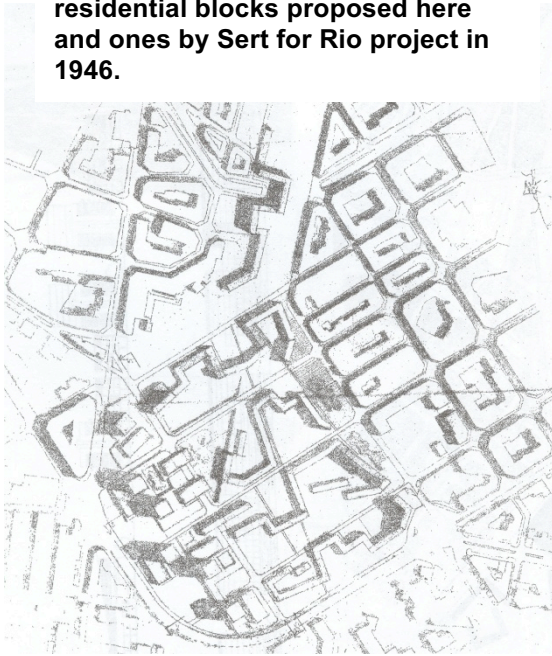 residential blocks proposed here
and ones by Sert for Rio project in
1946.